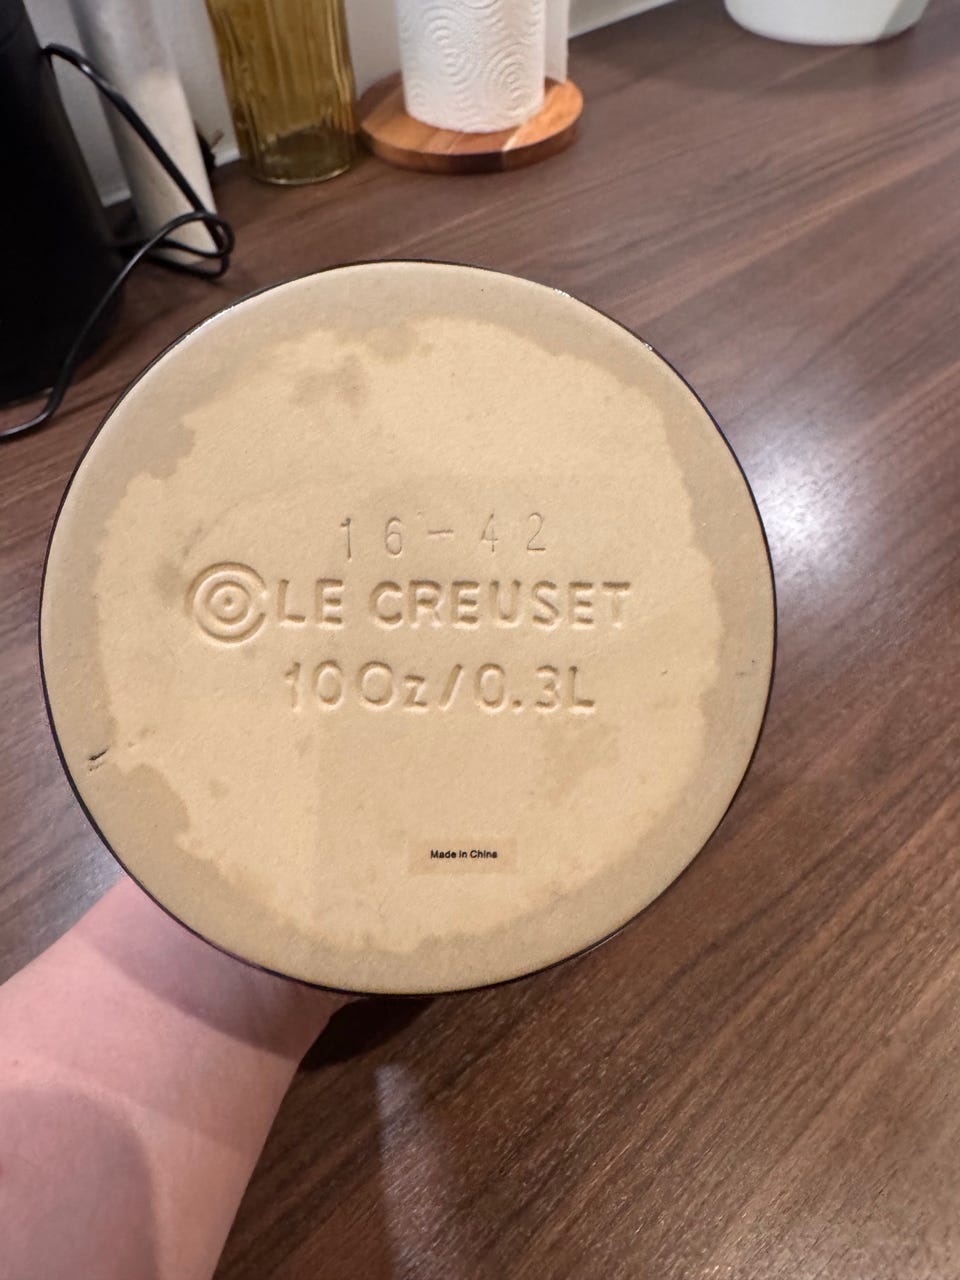 16-42
LE CREUSET
10Oz/0.3L
Made in China